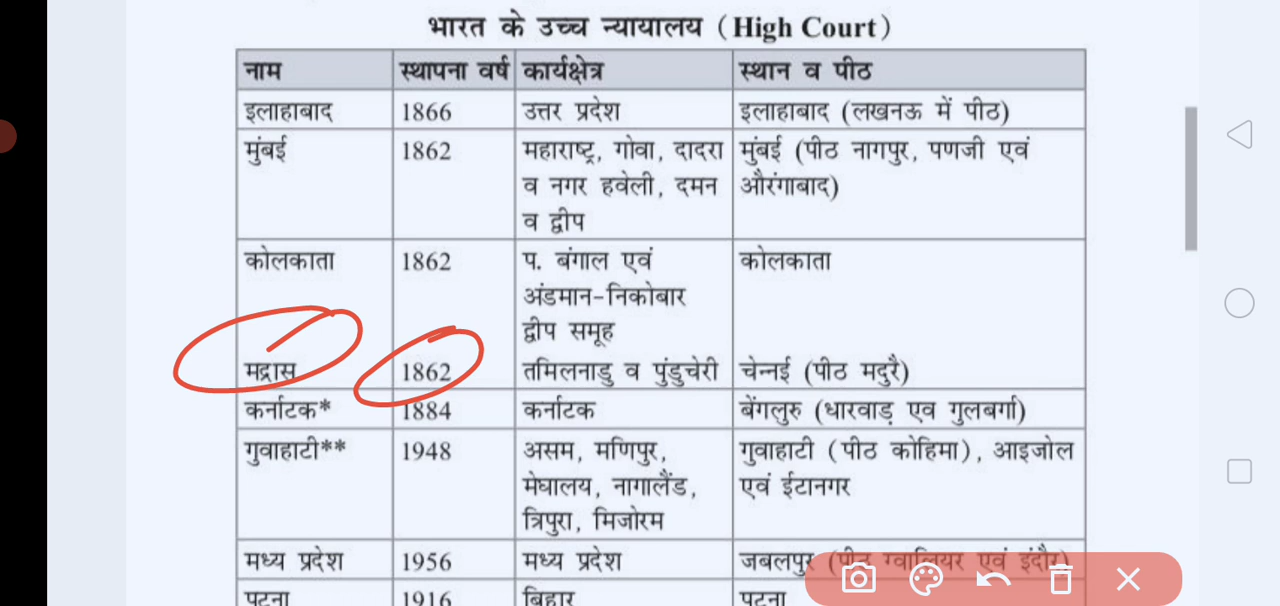 भारत के उच्च न्यायालय (High Court)
नाम स्थापना वर्ष कार्यक्षेत्र स्थान व पीठ
इलाहाबाद 1866 उत्तर प्रदेश इलाहाबाद (लखनऊ में पीठ)
मुंबई 1862 महाराष्ट्र, गोवा, दादरा मुंबई (पीठ नागपुर, पणजी एवं
व नगर हवेली, दमन औरंगाबाद)
व द्वीप
कोलकाता 1862 प. बंगाल एवं कोलकाता
अंडमान-निकोबार
द्वीप समूह
मद्रास 1862 तमिलनाडु व पुंडुचेरी चेन्नई (पीठ मदुरै)
कर्नाटक* 1884 कर्नाटक बेंगलुरु (धारवाड़ एव गुलबर्गा)
गुवाहाटी** 1948 असम, मणिपुर, गुवाहाटी (पीठ कोहिमा), आइजोल
मेघालय, नागालैंड, एवं ईटानगर
त्रिपुरा, मिजोरम
मध्य प्रदेश 1956 मध्य प्रदेश जबलपुर (पीठ ग्वालियर एवं इंदौर)
पटना 1916 बिहार पटना